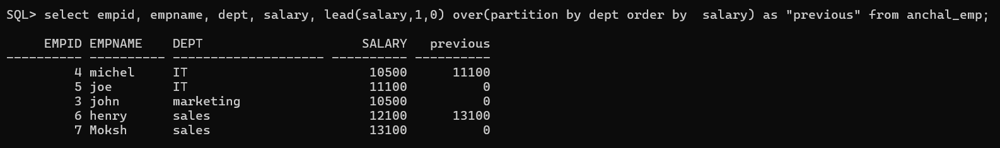 SQL> select empid, empname, dept, salary, lead(salary,1,0) over(partition by dept order by  salary) as "previous" from anchal_emp;
     EMPID EMPNAME    DEPT                     SALARY   previous
---------- ---------- -------------------- ---------- ----------
         4 michel     IT                        10500      11100
         5 joe        IT                        11100          0
         3 john       marketing                 10500          0
         6 henry      sales                     12100      13100
         7 Moksh      sales                     13100          0